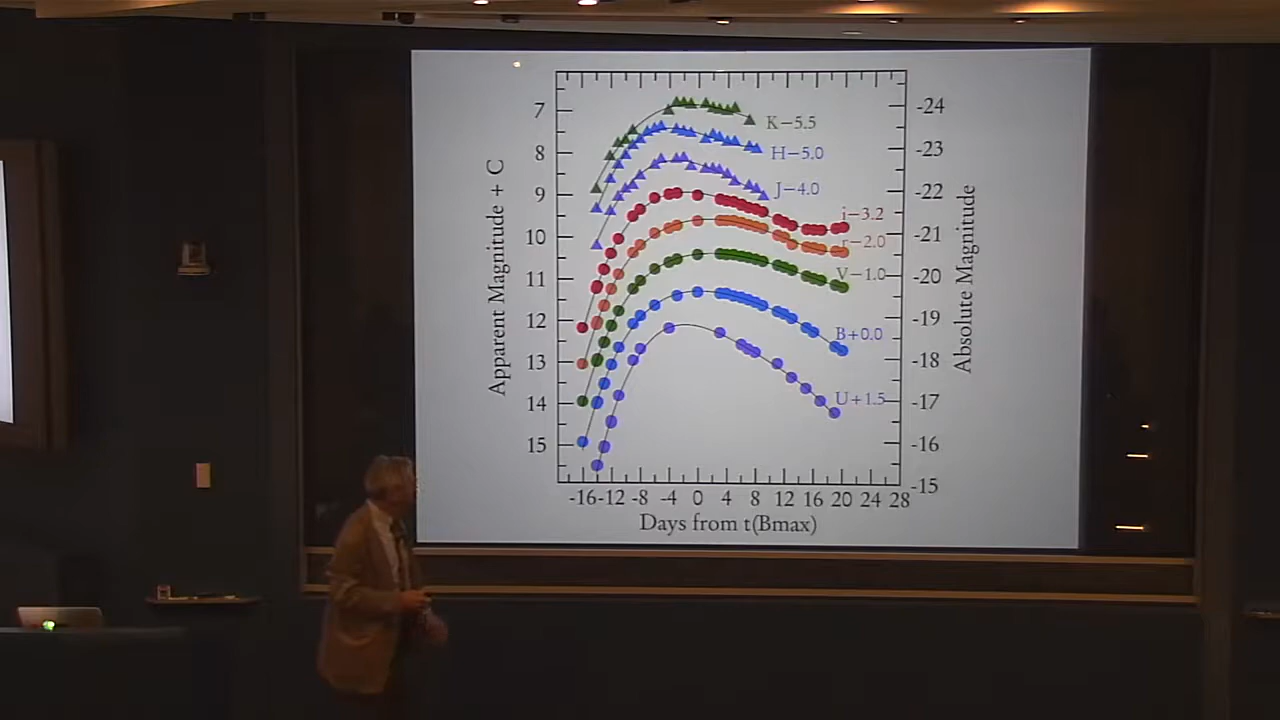 7
8
9
10
11
12
13
14
15
Apparent Magnitude + C
K−5.5
H−5.0
J−4.0
i−3.2
r−2.0
V−1.0
B+0.0
U+1.5
-24
-23
-22
-21
-20
-19
-18
-17
-16
-15
Absolute Magnitude
-16 -12 -8 -4 0 4 8 12 16 20 24 28
Days from t(Bmax)